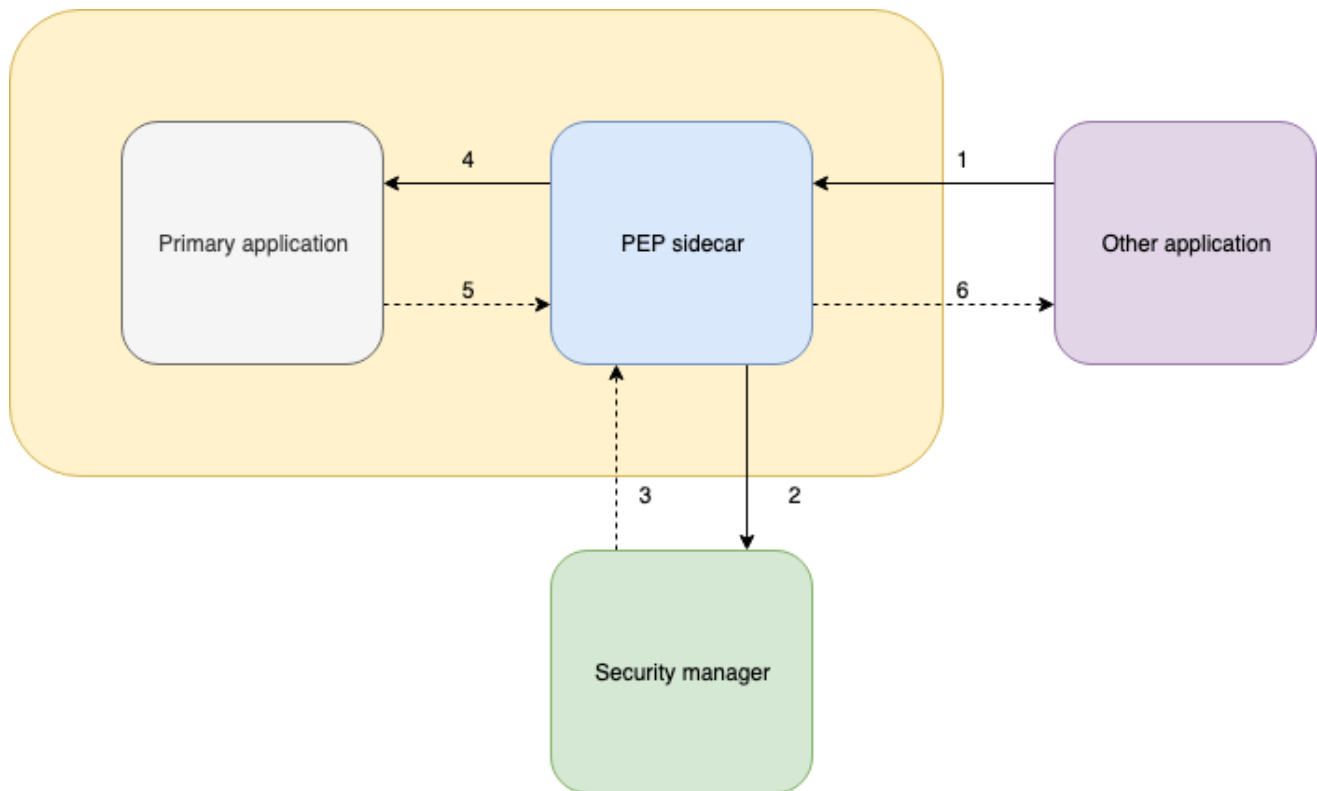 4
1
Primary application
PEP sidecar
Other application
5
6
3
2
Security manager